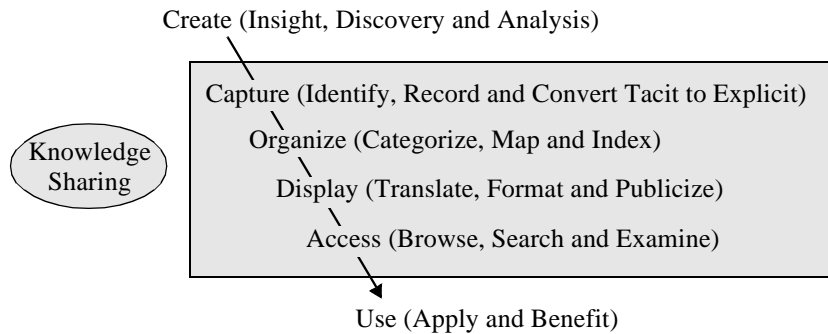 Create (Insight, Discovery and Analysis)
Capture (Identify, Record and Convert Tacit to Explicit)
Organize (Categorize, Map and Index)
Knowledge
Sharing
Display (Translate, Format and Publicize)
Access (Browse, Search and Examine)
Use (Apply and Benefit)